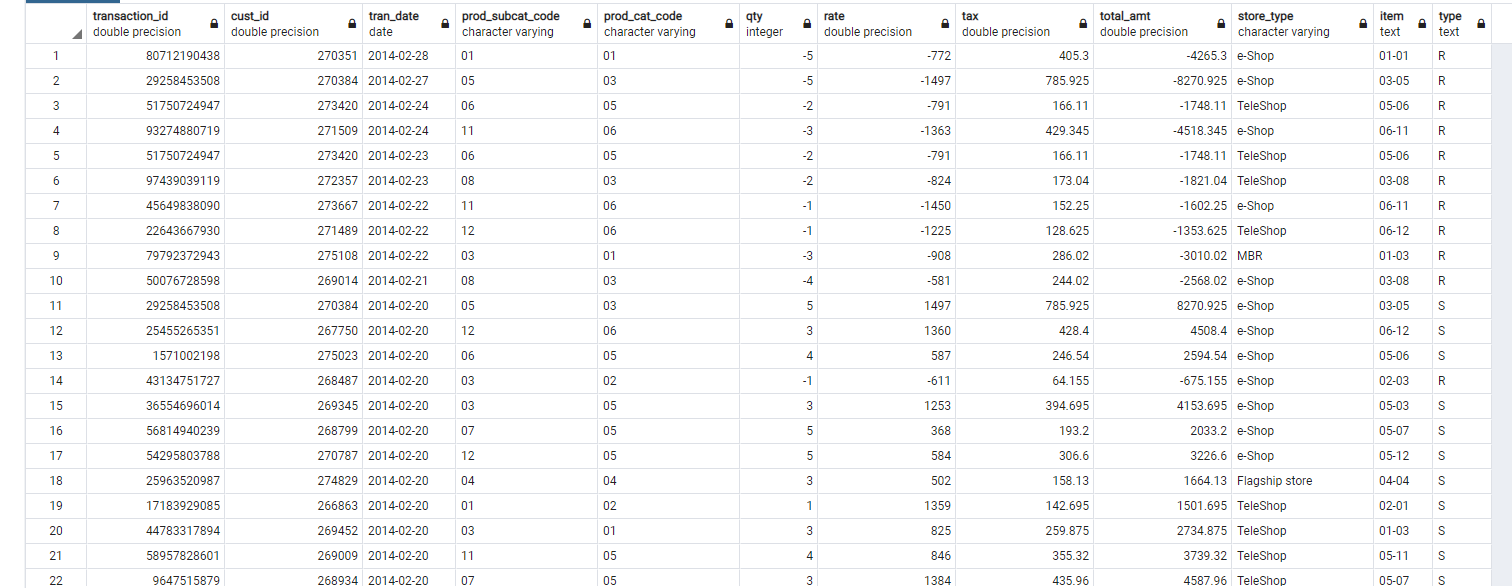 transaction_id cust_id tran_date prod_subcat_code prod_cat_code qty rate tax total_amt store_type item type
double precision double precision date character varying character varying integer double precision double precision double precision character varying text text
1 80712190438 270351 2014-02-28 01 01 -5 -772 405.3 -4265.3 e-Shop 01-01 R
2 29258453508 270384 2014-02-27 05 03 -5 -1497 785.925 -8270.925 e-Shop 03-05 R
3 51750724947 273420 2014-02-24 06 05 -2 -791 166.11 -1748.11 TeleShop 05-06 R
4 93274880719 271509 2014-02-24 11 06 -3 -1363 429.345 -4518.345 e-Shop 06-11 R
5 51750724947 273420 2014-02-23 06 05 -2 -791 166.11 -1748.11 TeleShop 05-06 R
6 97439039119 272357 2014-02-23 08 03 -2 -824 173.04 -1821.04 TeleShop 03-08 R
7 45649838090 273667 2014-02-22 11 06 -1 -1450 152.25 -1602.25 e-Shop 06-11 R
8 22643667930 271489 2014-02-22 12 06 -1 -1225 128.625 -1353.625 TeleShop 06-12 R
9 79792372943 275108 2014-02-22 03 01 -3 -908 286.02 -3010.02 MBR 01-03 R
10 50076728598 269014 2014-02-21 08 03 -4 -581 244.02 -2568.02 e-Shop 03-08 R
11 29258453508 270384 2014-02-20 05 03 5 1497 785.925 8270.925 e-Shop 03-05 S
12 25455265351 267750 2014-02-20 12 06 3 1360 428.4 4508.4 e-Shop 06-12 S
13 1571002198 275023 2014-02-20 06 05 4 587 246.54 2594.54 e-Shop 05-06 S
14 43134751727 268487 2014-02-20 03 02 -1 -611 64.155 -675.155 e-Shop 02-03 R
15 36554696014 269345 2014-02-20 03 05 3 1253 394.695 4153.695 e-Shop 05-03 S
16 56814940239 268799 2014-02-20 07 05 5 368 193.2 2033.2 e-Shop 05-07 S
17 54295803788 270787 2014-02-20 12 05 5 584 306.6 3226.6 e-Shop 05-12 S
18 25963520987 274829 2014-02-20 04 04 3 502 158.13 1664.13 Flagship store 04-04 S
19 17183929085 266863 2014-02-20 01 02 1 1359 142.695 1501.695 TeleShop 02-01 S
20 44783317894 269452 2014-02-20 03 01 3 825 259.875 2734.875 TeleShop 01-03 S
21 58957828601 269009 2014-02-20 11 05 4 846 355.32 3739.32 TeleShop 05-11 S
22 9647515879 268934 2014-02-20 07 05 3 1384 435.96 4587.96 TeleShop 05-07 S